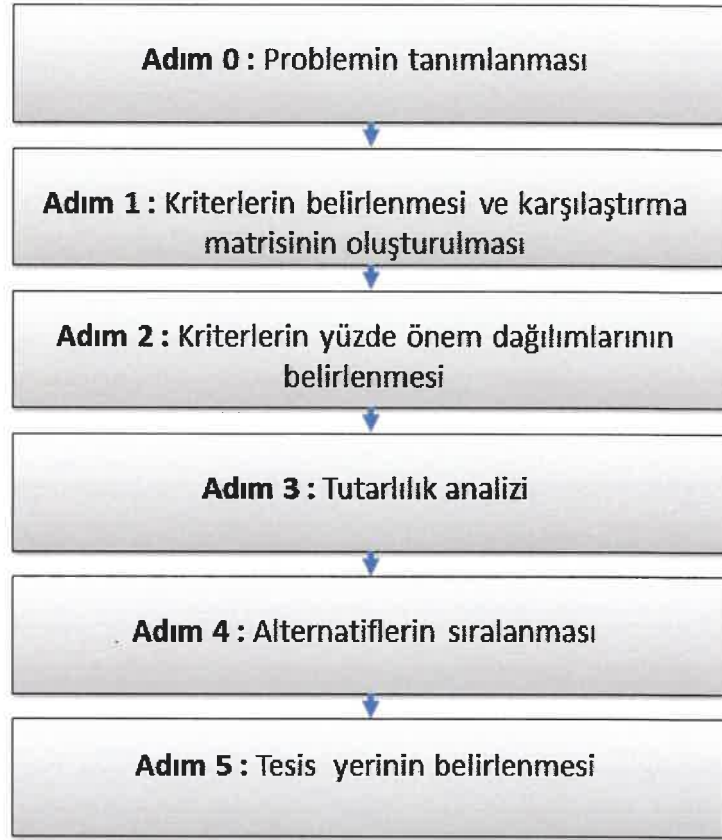 Adım 0 : Problemin tanımlanması
Adım 1 : Kriterlerin belirlenmesi ve karşılaştırma
matrisinin oluşturulması
Adım 2 : Kriterlerin yüzde önem dağılımlarının
belirlenmesi
Adım 3 : Tutarlılık analizi
Adım 4 : Alternatiflerin sıralanması
Adım 5 : Tesis yerinin belirlenmesi